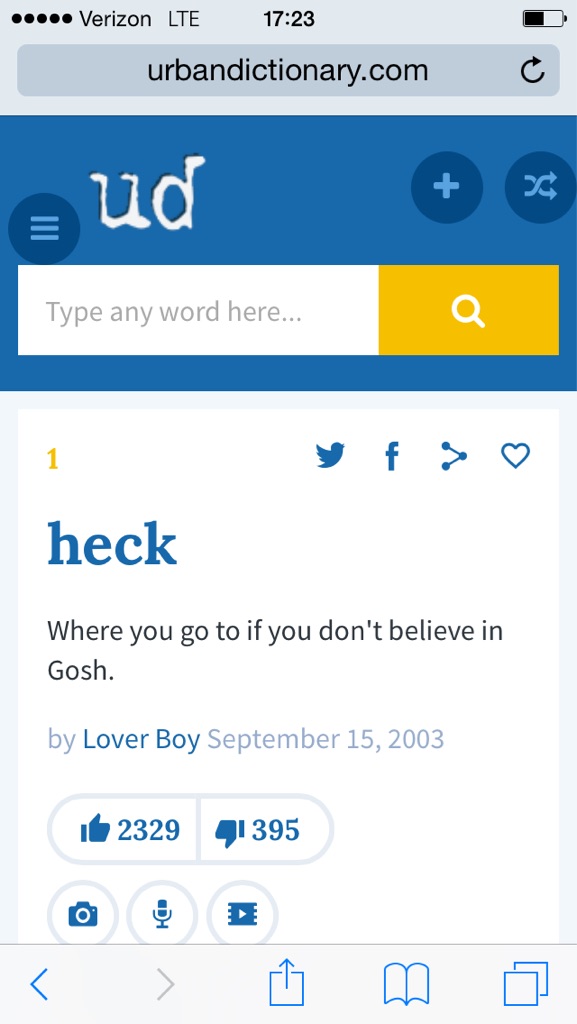 Verizon LTE 17:23
urbandictionary.com
ud
Type any word here...
1
heck
Where you go to if you don't believe in
Gosh.
by Lover Boy September 15, 2003
2329 395